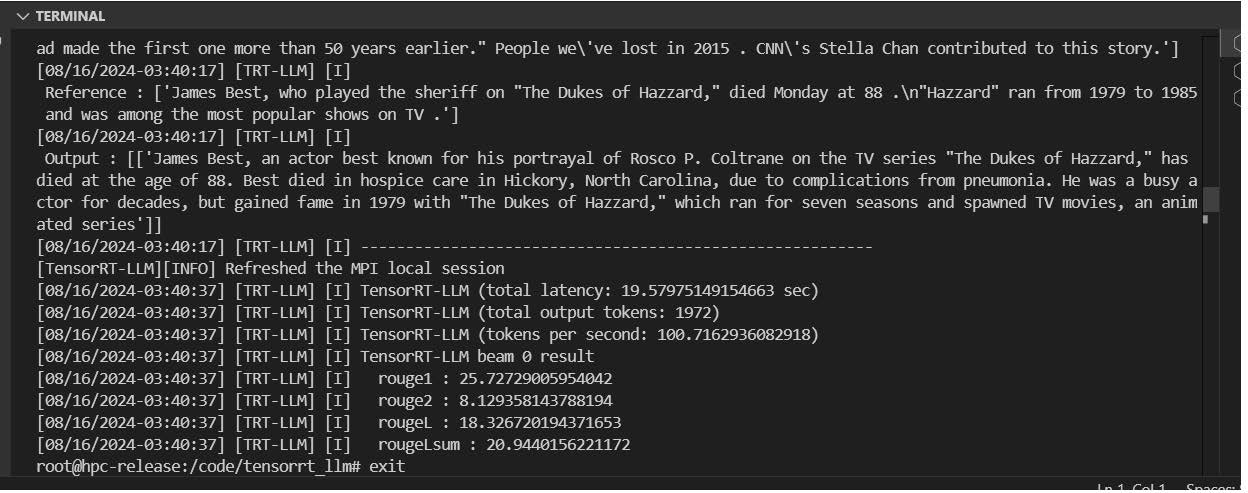 TERMINAL
ad made the first one more than 50 years earlier." People we\'ve lost in 2015 . CNN\'s Stella Chan contributed to this story.']
[08/16/2024-03:40:17] [TRT-LLM] [I]
Reference : ['James Best, who played the sheriff on "The Dukes of Hazzard," died Monday at 88 .\n"Hazzard" ran from 1979 to 1985
and was among the most popular shows on TV .']
[08/16/2024-03:40:17] [TRT-LLM] [I]
Output : [['James Best, an actor best known for his portrayal of Rosco P. Coltrane on the TV series "The Dukes of Hazzard," has
died at the age of 88. Best died in hospice care in Hickory, North Carolina, due to complications from pneumonia. He was a busy a
ctor for decades, but gained fame in 1979 with "The Dukes of Hazzard," which ran for seven seasons and spawned TV movies, an anim
ated series']]
[08/16/2024-03:40:17] [TRT-LLM] [I] ---------------------------------------------------------
[TensorRT-LLM][INFO] Refreshed the MPI local session
[08/16/2024-03:40:37] [TRT-LLM] [I] TensorRT-LLM (total latency: 19.57975149154663 sec)
[08/16/2024-03:40:37] [TRT-LLM] [I] TensorRT-LLM (total output tokens: 1972)
[08/16/2024-03:40:37] [TRT-LLM] [I] TensorRT-LLM (tokens per second: 100.7162936082918)
[08/16/2024-03:40:37] [TRT-LLM] [I] TensorRT-LLM beam 0 result
[08/16/2024-03:40:37] [TRT-LLM] [I]   rouge1 : 25.72729005954042
[08/16/2024-03:40:37] [TRT-LLM] [I]   rouge2 : 8.129358143788194
[08/16/2024-03:40:37] [TRT-LLM] [I]   rougeL : 18.326720194371653
[08/16/2024-03:40:37] [TRT-LLM] [I]   rougeLsum : 20.9440156221172
root@hpc-release:/code/tensorrt_llm# exit
Ln 1, Col 1 Spaces: